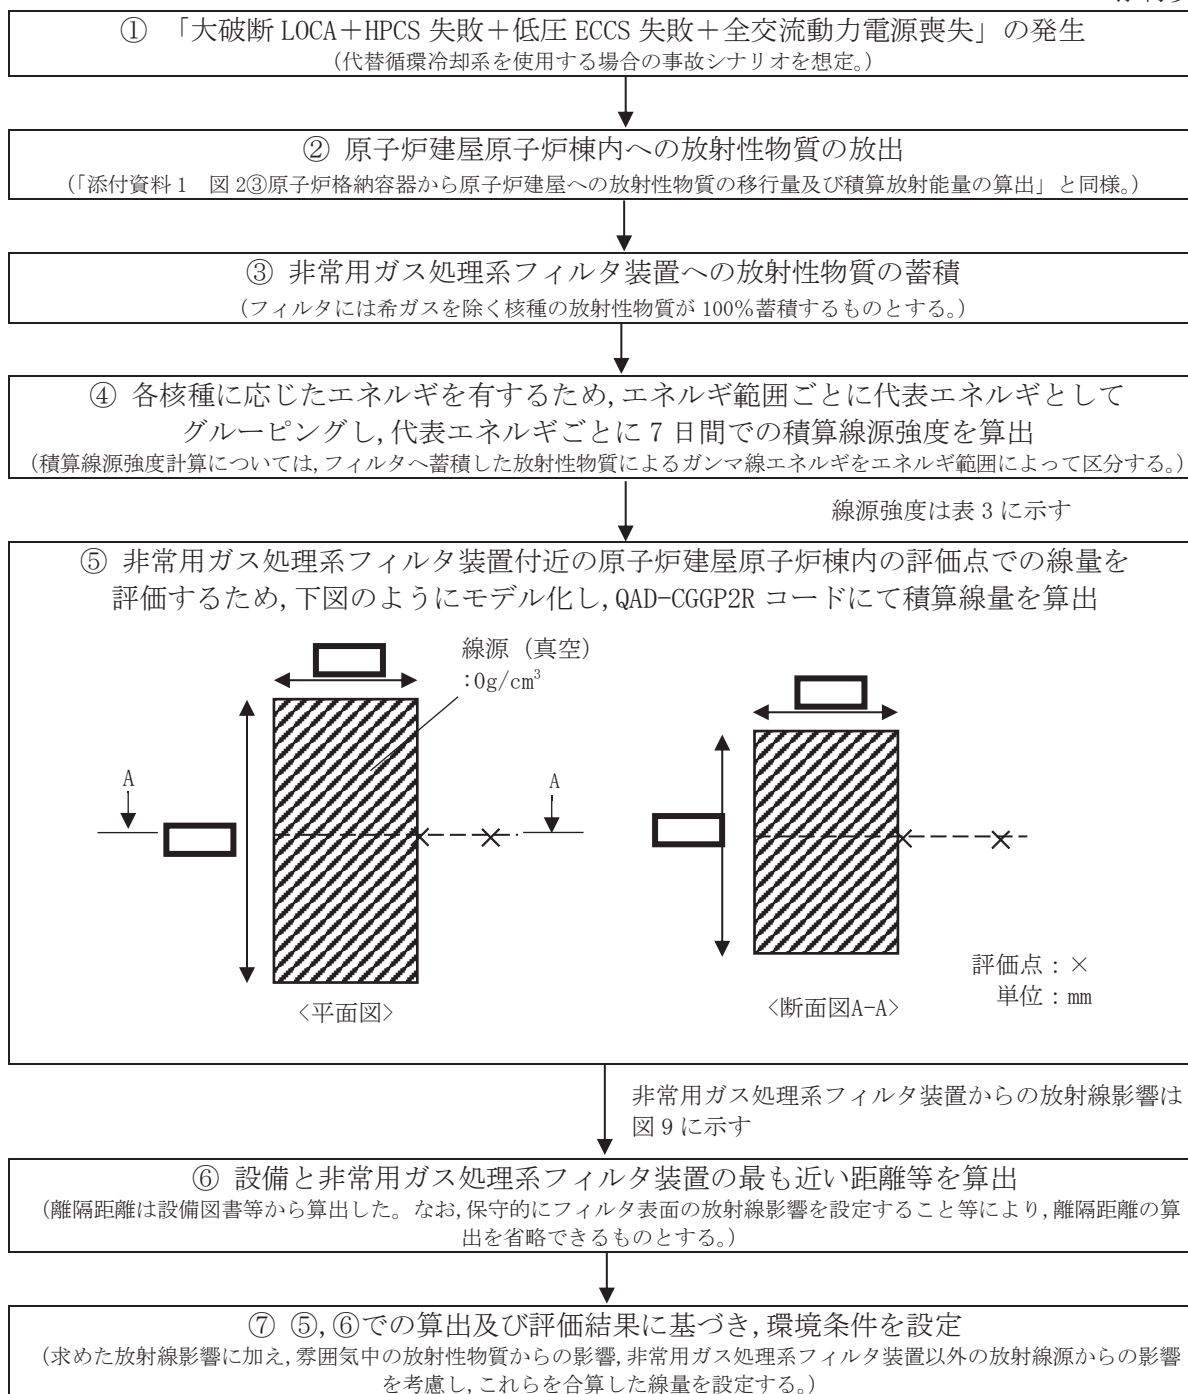 ① 「大破断 LOCA＋HPCS 失敗＋低圧 ECCS 失敗＋全交流動力電源喪失」の発生
（代替循環冷却系を使用する場合の事故シナリオを想定。）
② 原子炉建屋原子炉棟内への放射性物質の放出
（「添付資料 1　図 2③原子炉格納容器から原子炉建屋への放射性物質の移行量及び積算放射能量の算出」と同様。）
③ 非常用ガス処理系フィルタ装置への放射性物質の蓄積
（フィルタには希ガスを除く核種の放射性物質が 100％蓄積するものとする。）
④ 各核種に応じたエネルギを有するため,エネルギ範囲ごとに代表エネルギとして
グルーピングし,代表エネルギごとに 7 日間での積算線源強度を算出
（積算線源強度計算については,フィルタへ蓄積した放射性物質によるガンマ線エネルギをエネルギ範囲によって区分する。）
線源強度は表 3 に示す
⑤ 非常用ガス処理系フィルタ装置付近の原子炉建屋原子炉棟内の評価点での線量を
評価するため,下図のようにモデル化し,QAD-CGGP2R コードにて積算線量を算出
線源（真空）
:0g/cm³
A
A
評価点：×
単位：mm
<平面図>
<断面図A-A>
非常用ガス処理系フィルタ装置からの放射線影響は
図 9 に示す
⑥ 設備と非常用ガス処理系フィルタ装置の最も近い距離等を算出
（離隔距離は設備図書等から算出した。なお,保守的にフィルタ表面の放射線影響を設定すること等により,離隔距離の算
出を省略できるものとする。）
⑦ ⑤,⑥での算出及び評価結果に基づき,環境条件を設定
（求めた放射線影響に加え,雰囲気中の放射性物質からの影響,非常用ガス処理系フィルタ装置以外の放射線源からの影響
を考慮し,これらを合算した線量を設定する。）